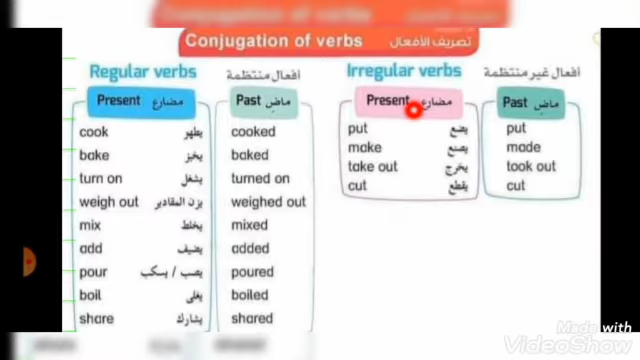 Conjugation of verbs تصريف الأفعال
Regular verbs أفعال منتظمة
Present مضارع Past ماضٍ
cook يطهو cooked
bake يخبز baked
turn on يشغل turned on
weigh out يزن المقادير weighed out
mix يخلط mixed
add يضيف added
pour يصب / يسكب poured
boil يغلى boiled
share يشارك shared
Irregular verbs أفعال غير منتظمة
Present مضارع Past ماضٍ
put يضع put
make يصنع made
take out يخرج took out
cut يقطع cut
Made with
VideoShow